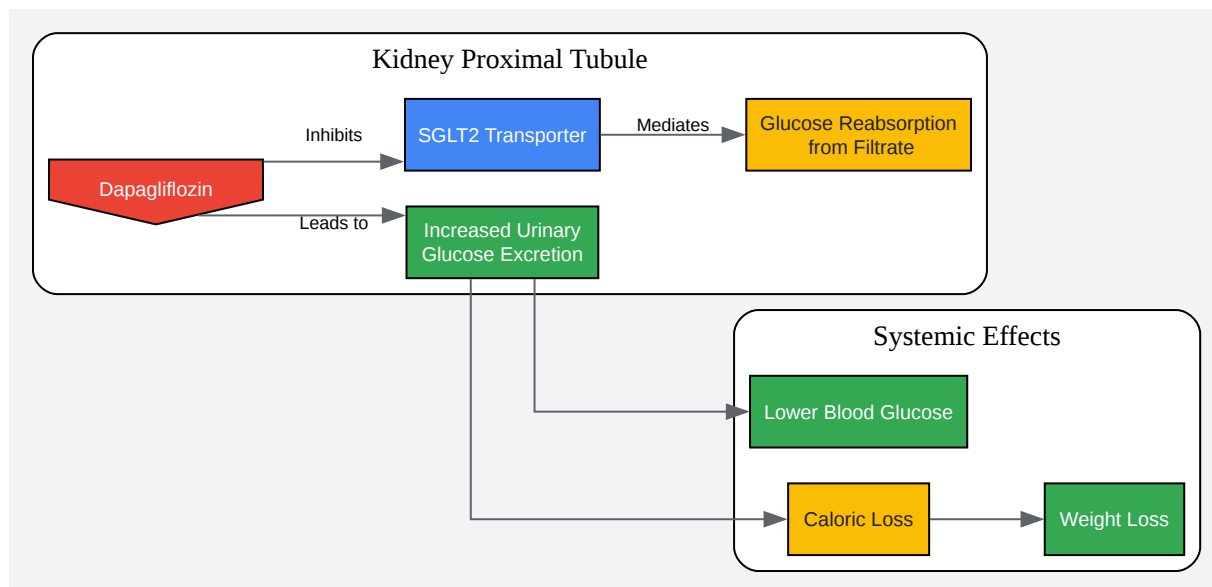 Kidney Proximal Tubule
Inhibits
SGLT2 Transporter
Mediates
Glucose Reabsorption
from Filtrate
Dapagliflozin
Leads to
Increased Urinary
Glucose Excretion
Systemic Effects
Lower Blood Glucose
Caloric Loss
Weight Loss